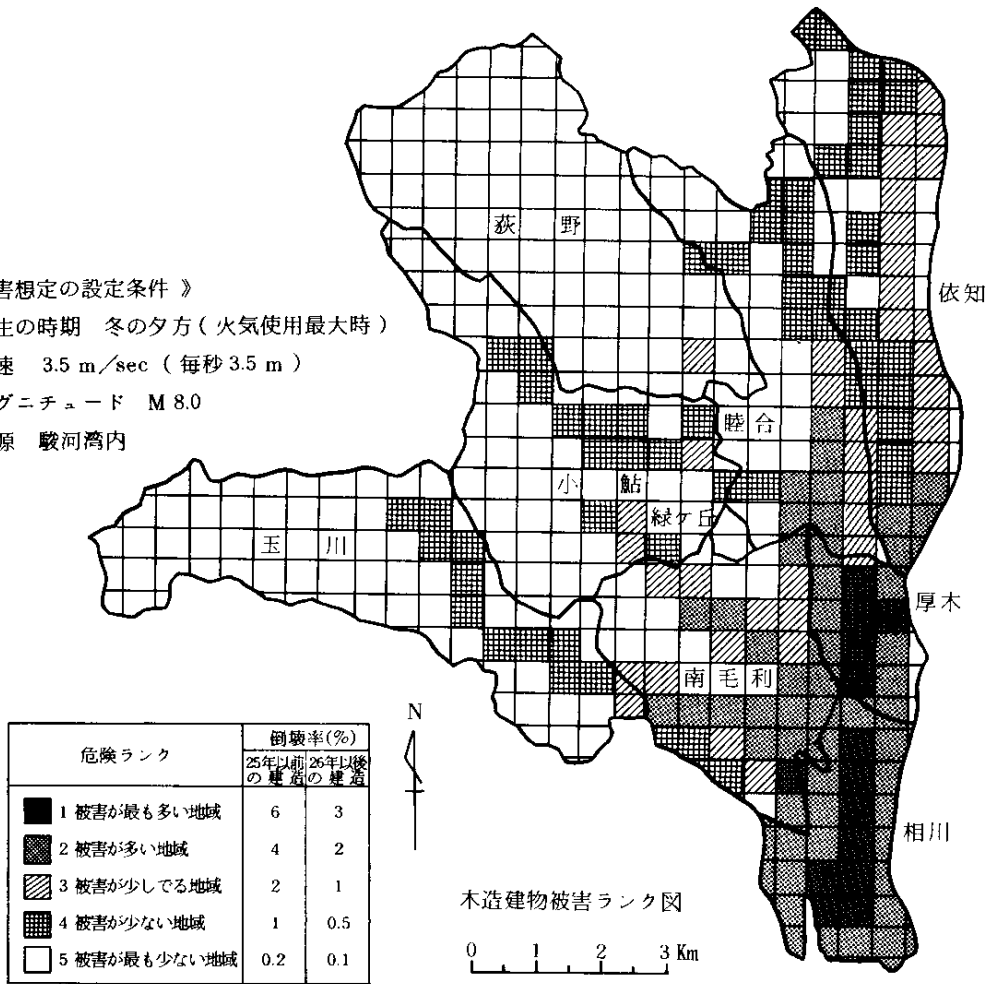 害想定の設定条件 》
生の時期 冬の夕方( 火気使用最大時 )
速 3.5 m/sec ( 毎秒 3.5 m )
グニチュード M 8.0
原 駿河湾内
荻野
依知
睦合
小鮎
緑ケ丘
玉川
厚木
南毛利
相川
N
危険ランク
倒壊率(%)
25年以前の建造
26年以後の建造
1 被害が最も多い地域 6 3
2 被害が多い地域 4 2
3 被害が少しでる地域 2 1
4 被害が少ない地域 1 0.5
5 被害が最も少ない地域 0.2 0.1
木造建物被害ランク図
0 1 2 3 Km